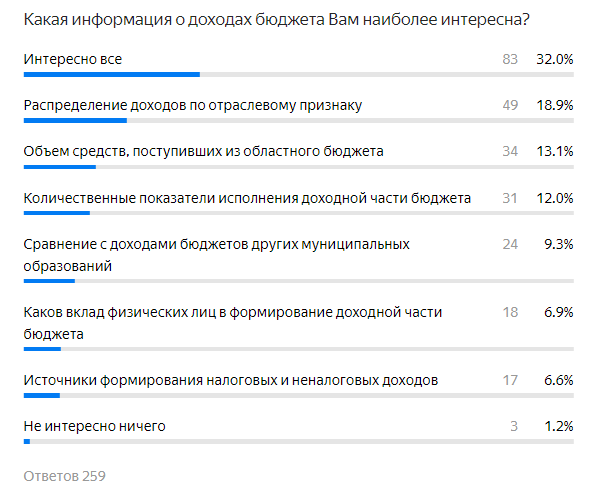 Какая информация о доходах бюджета Вам наиболее интересна?
Интересно все 83 32.0%
Распределение доходов по отраслевому признаку 49 18.9%
Объем средств, поступивших из областного бюджета 34 13.1%
Количественные показатели исполнения доходной части бюджета 31 12.0%
Сравнение с доходами бюджетов других муниципальных 24 9.3%
образований
Каков вклад физических лиц в формирование доходной части 18 6.9%
бюджета
Источники формирования налоговых и неналоговых доходов 17 6.6%
Не интересно ничего 3 1.2%
Ответов 259